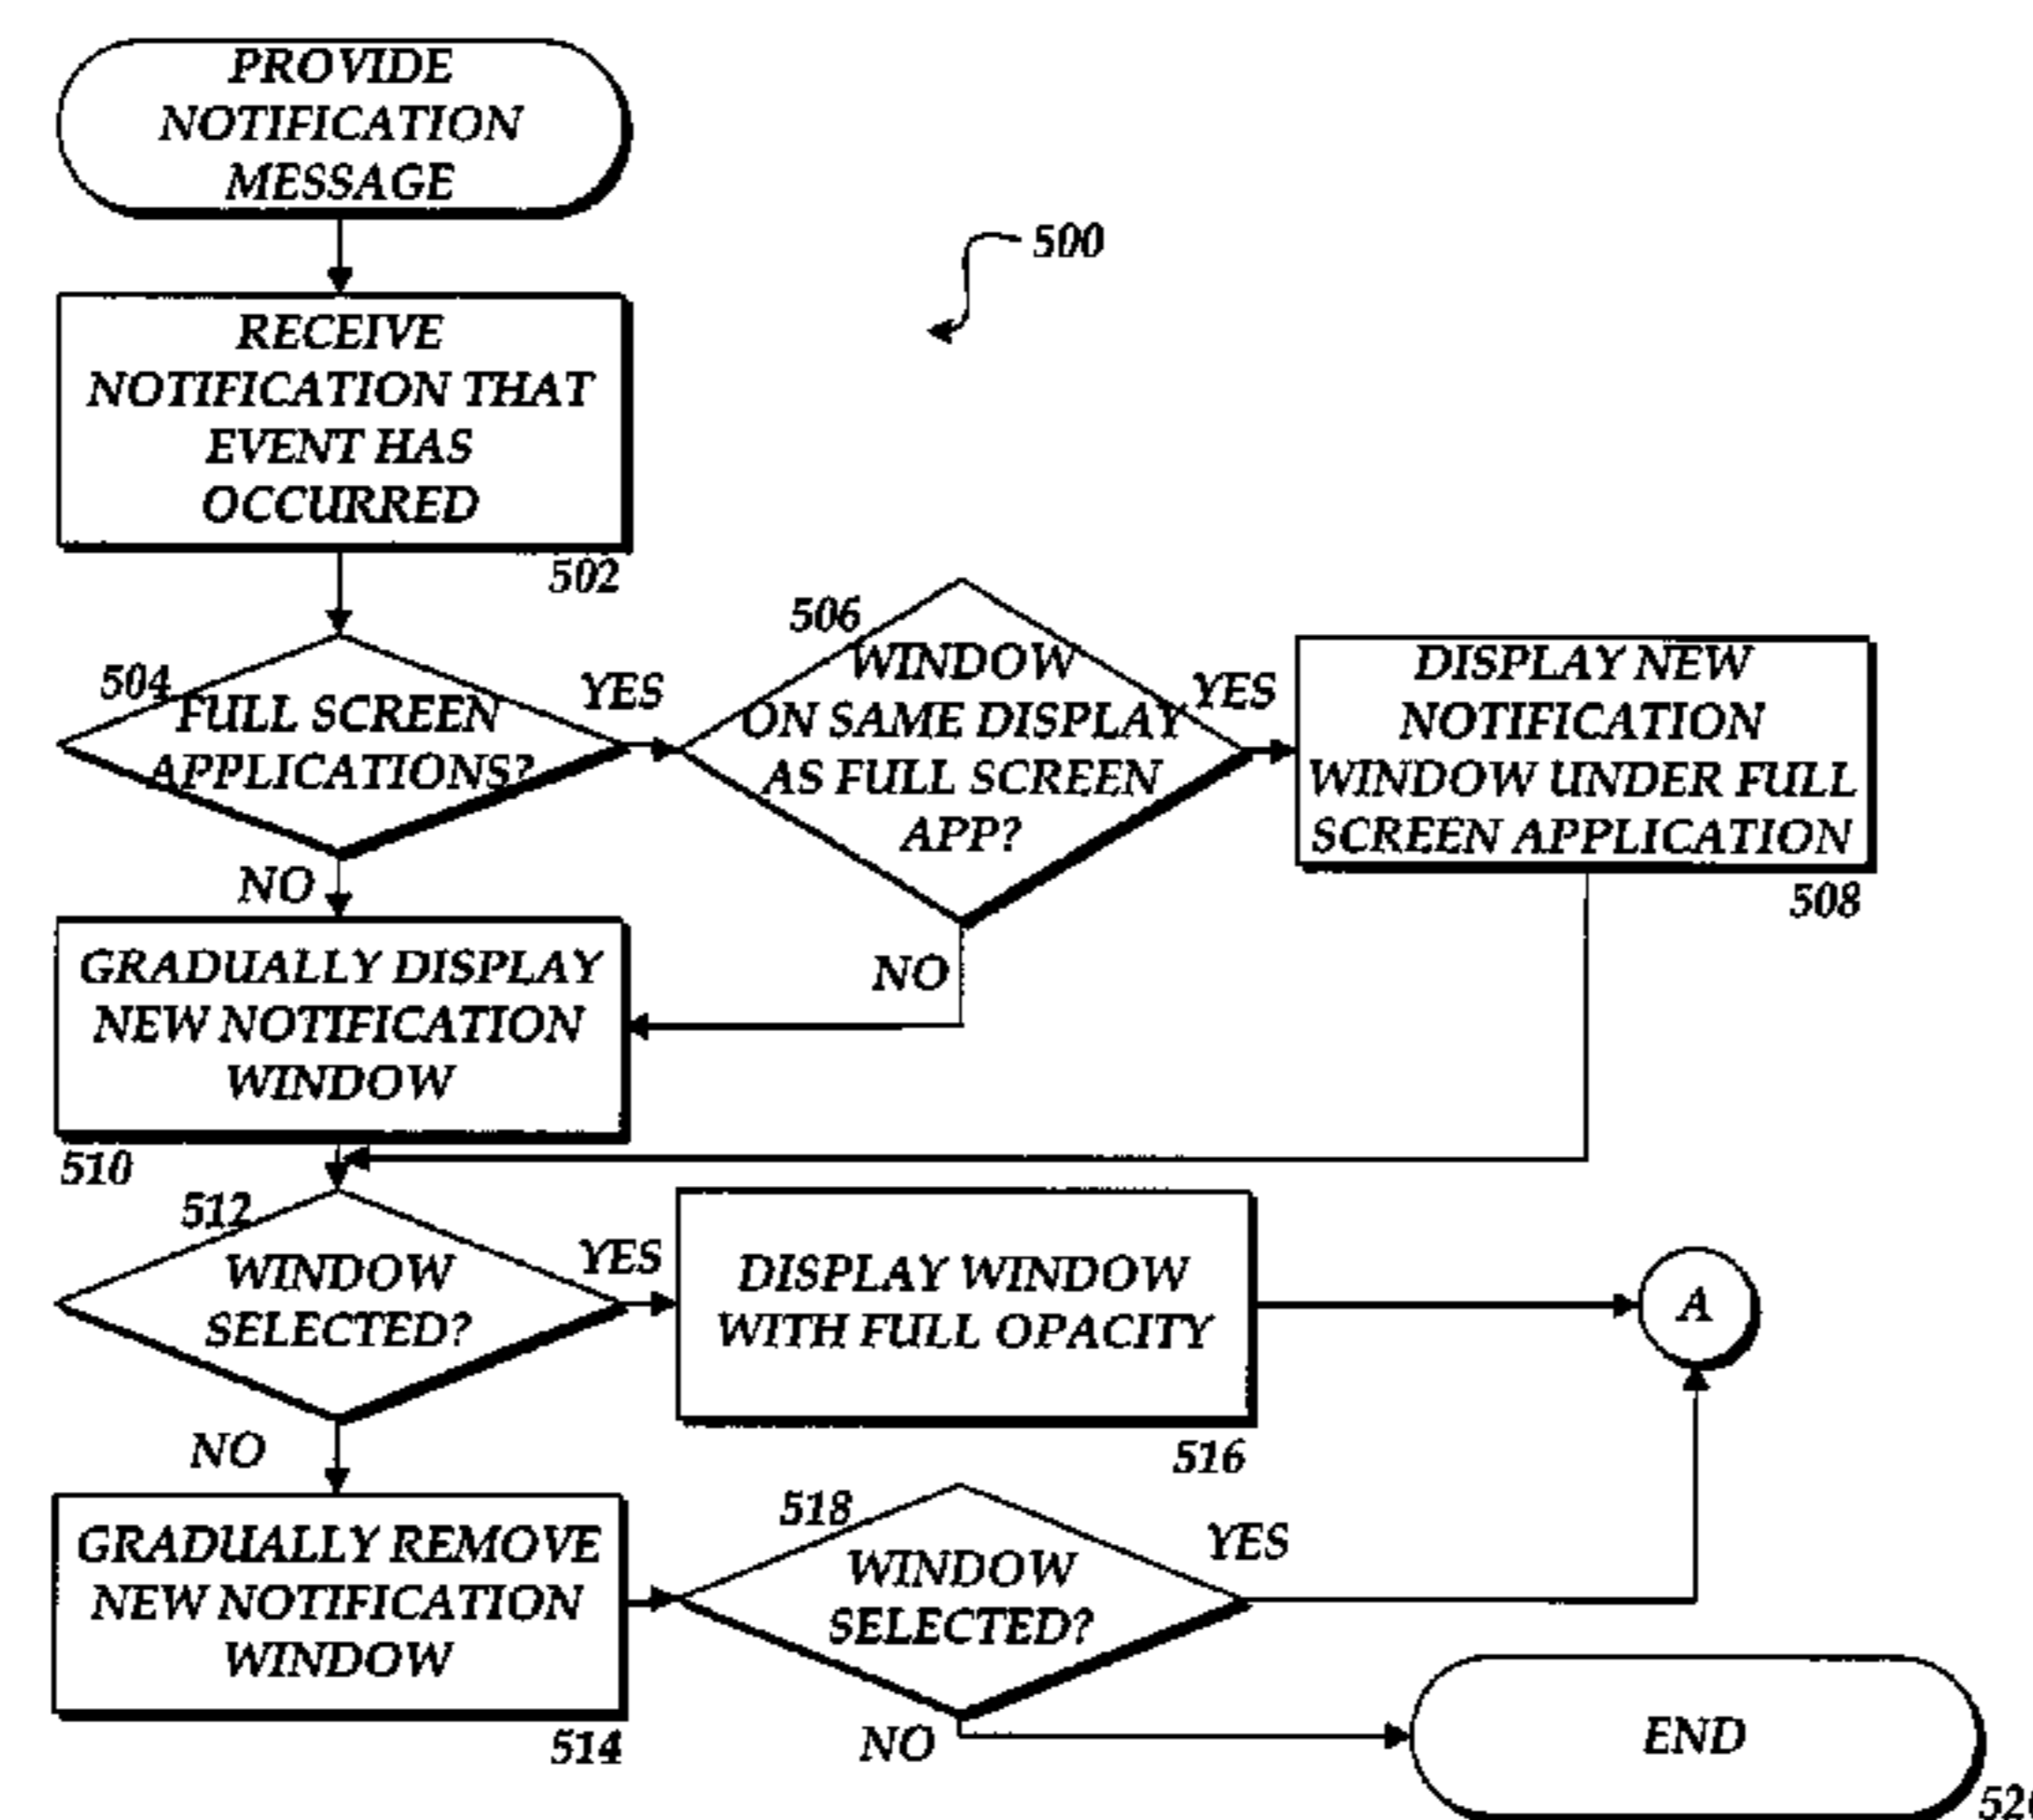 PROVIDE
NOTIFICATION
MESSAGE
500
RECEIVE
NOTIFICATION THAT
EVENT HAS
OCCURRED
502
504
FULL SCREEN
APPLICATIONS?
YES
NO
506
WINDOW
ON SAME DISPLAY
AS FULL SCREEN
APP?
YES
NO
DISPLAY NEW
NOTIFICATION
WINDOW UNDER FULL
SCREEN APPLICATION
508
GRADUALLY DISPLAY
NEW NOTIFICATION
WINDOW
510
512
WINDOW
SELECTED?
YES
NO
DISPLAY WINDOW
WITH FULL OPACITY
516
A
GRADUALLY REMOVE
NEW NOTIFICATION
WINDOW
514
518
WINDOW
SELECTED?
YES
NO
END